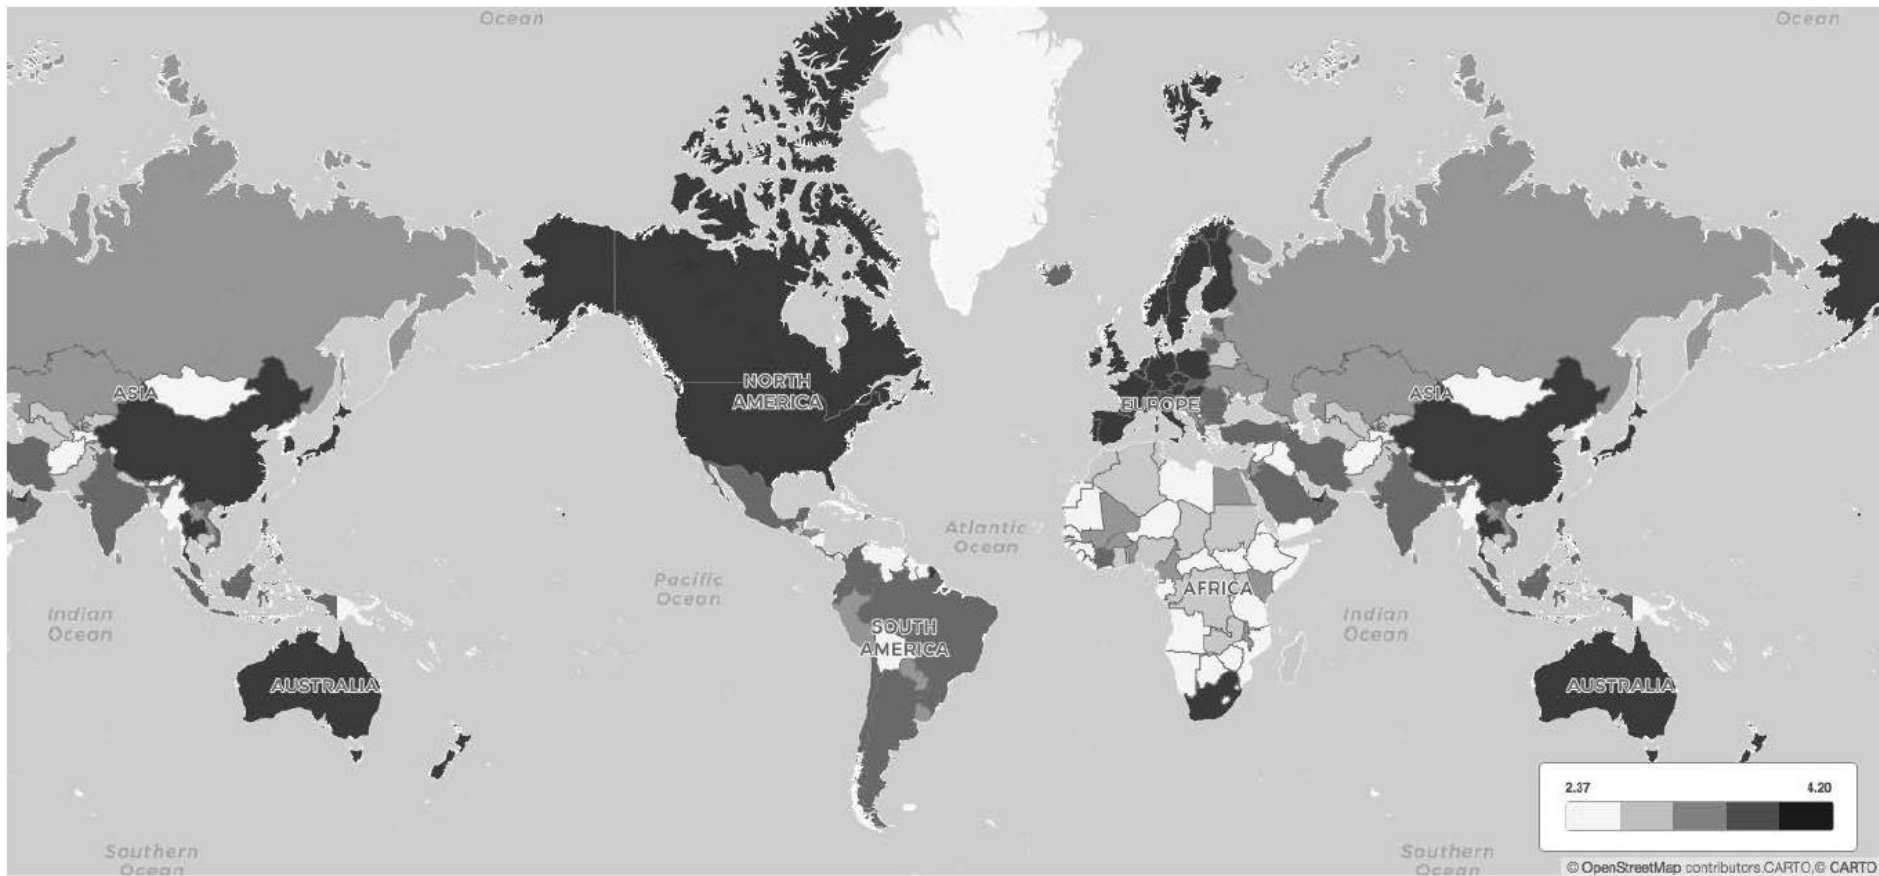 Ocean
Ocean
ASIA
NORTH
AMERICA
EUROPE
ASIA
Atlantic
Ocean
Pacific
Ocean
AFRICA
Indian
Ocean
Indian
Ocean
SOUTH
AMERICA
AUSTRALIA
AUSTRALIA
2.37
4.20
Southern
Ocean
Southern
Ocean
© OpenStreetMap contributors,CARTO,© CARTO